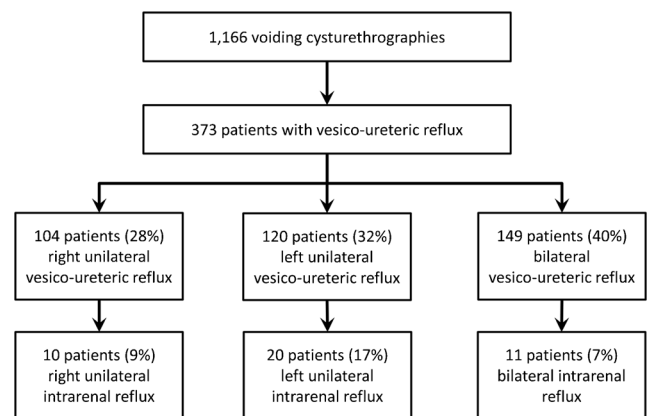 1,166 voiding cysturethrographies
373 patients with vesico-ureteric reflux
104 patients (28%)
right unilateral
vesico-ureteric reflux
120 patients (32%)
left unilateral
vesico-ureteric reflux
149 patients (40%)
bilateral
vesico-ureteric reflux
10 patients (9%)
right unilateral
intrarenal reflux
20 patients (17%)
left unilateral
intrarenal reflux
11 patients (7%)
bilateral intrarenal
reflux